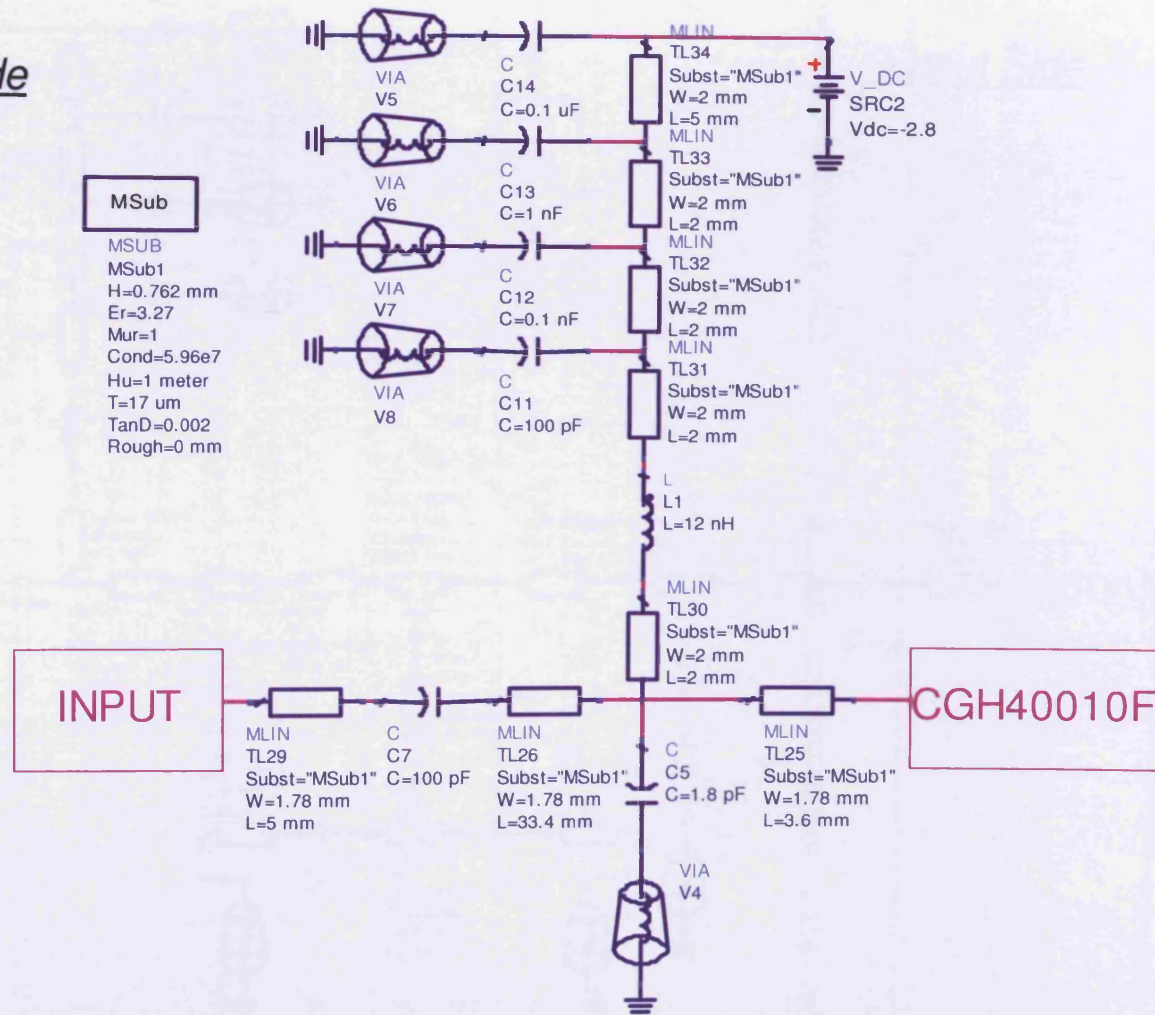 de
VIA
V5
C
C14
C=0.1 uF
MLIN
TL34
Subst="MSub1"
W=2 mm
L=5 mm
+
-
V_DC
SRC2
Vdc=-2.8
VIA
V6
C
C13
C=1 nF
MLIN
TL33
Subst="MSub1"
W=2 mm
L=2 mm
MSub
MSUB
MSub1
H=0.762 mm
Er=3.27
Mur=1
Cond=5.96e7
Hu=1 meter
T=17 um
TanD=0.002
Rough=0 mm
VIA
V7
C
C12
C=0.1 nF
MLIN
TL32
Subst="MSub1"
W=2 mm
L=2 mm
VIA
V8
C
C11
C=100 pF
MLIN
TL31
Subst="MSub1"
W=2 mm
L=2 mm
L
L1
L=12 nH
MLIN
TL30
Subst="MSub1"
W=2 mm
L=2 mm
INPUT
MLIN
TL29
Subst="MSub1"
W=1.78 mm
L=5 mm
C
C7
C=100 pF
MLIN
TL26
Subst="MSub1"
W=1.78 mm
L=33.4 mm
C
C5
C=1.8 pF
MLIN
TL25
Subst="MSub1"
W=1.78 mm
L=3.6 mm
CGH40010F
VIA
V4